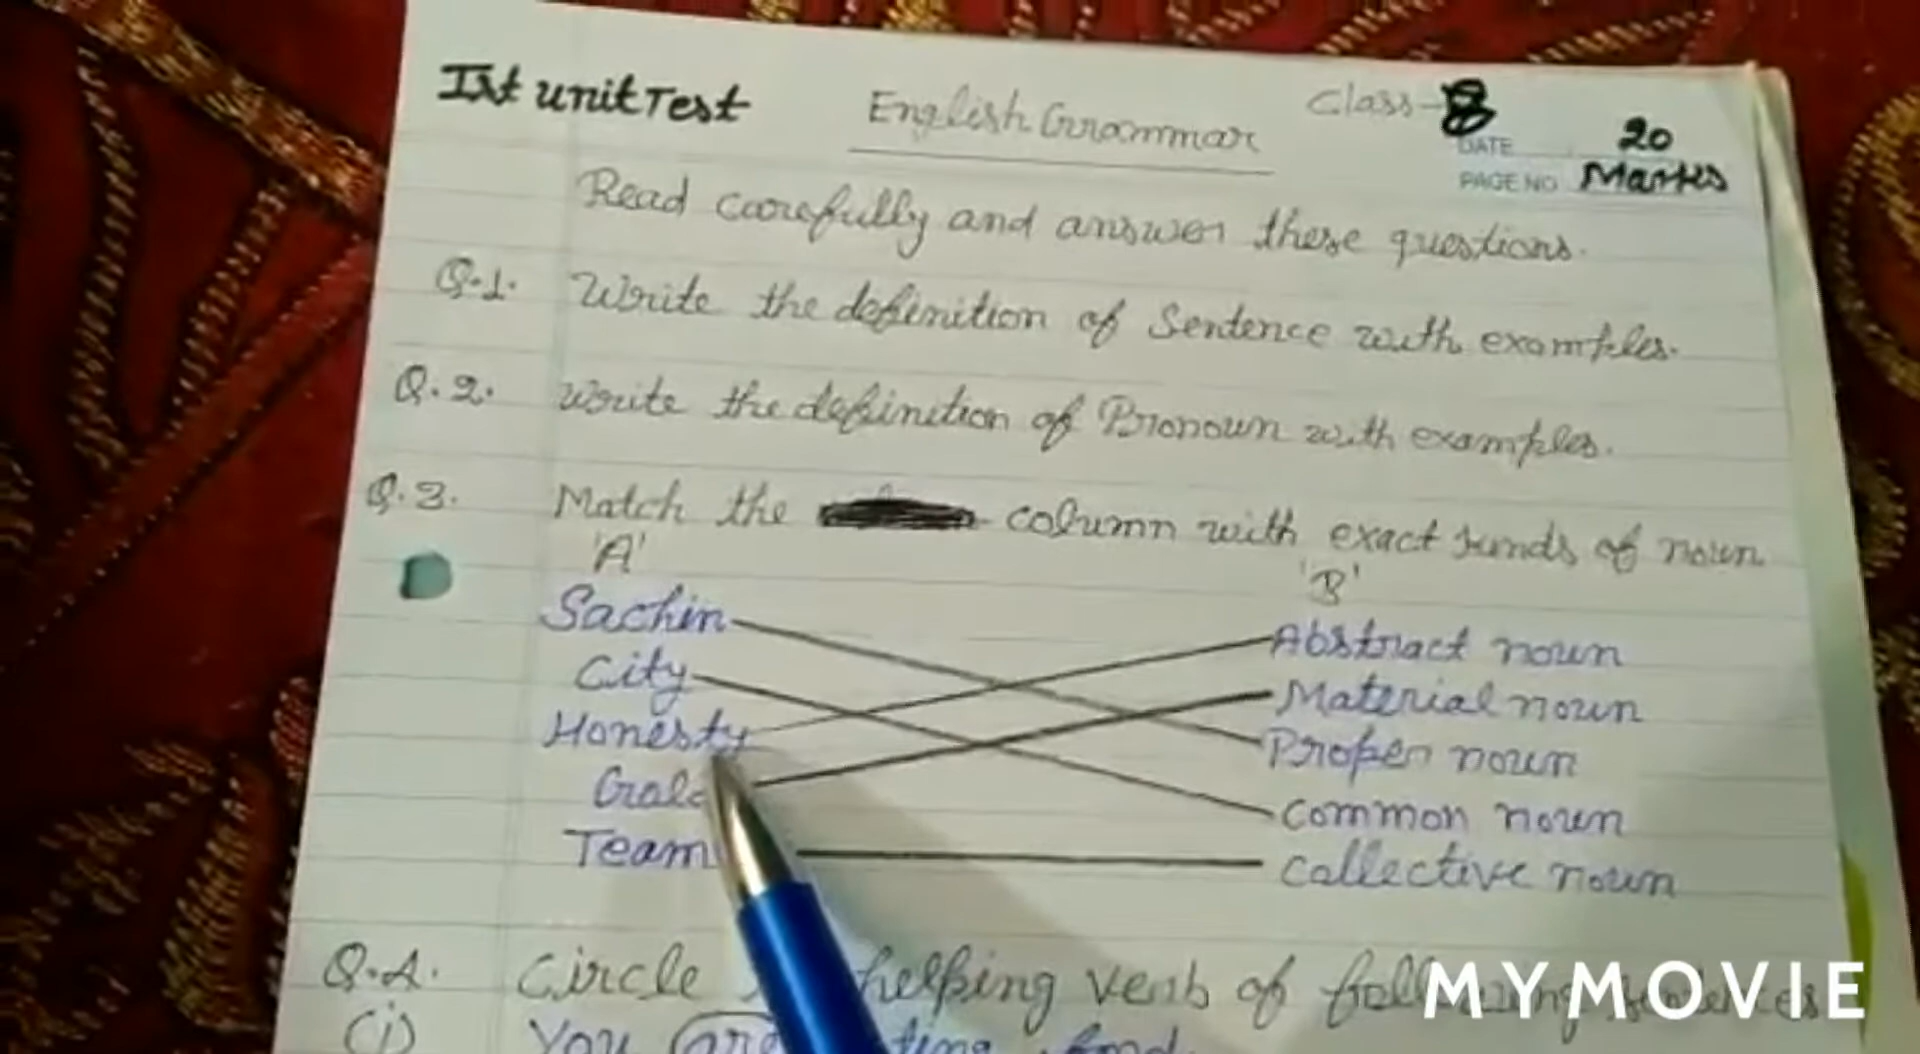 Ist unit Test English Grammar Class-8
DATE 20
PAGE NO Marks
Read carefully and answer these questions.
Q.1. Write the definition of Sentence with examples.
Q.2. Write the definition of Pronoun with examples.
Q.3. Match the column with exact kinds of noun
'A' 'B'
Sachin Abstract noun
City Material noun
Honesty Proper noun
Gold Common noun
Team Collective noun
Q.4. Circle helping verb of
(i) You are
MYMOVIE